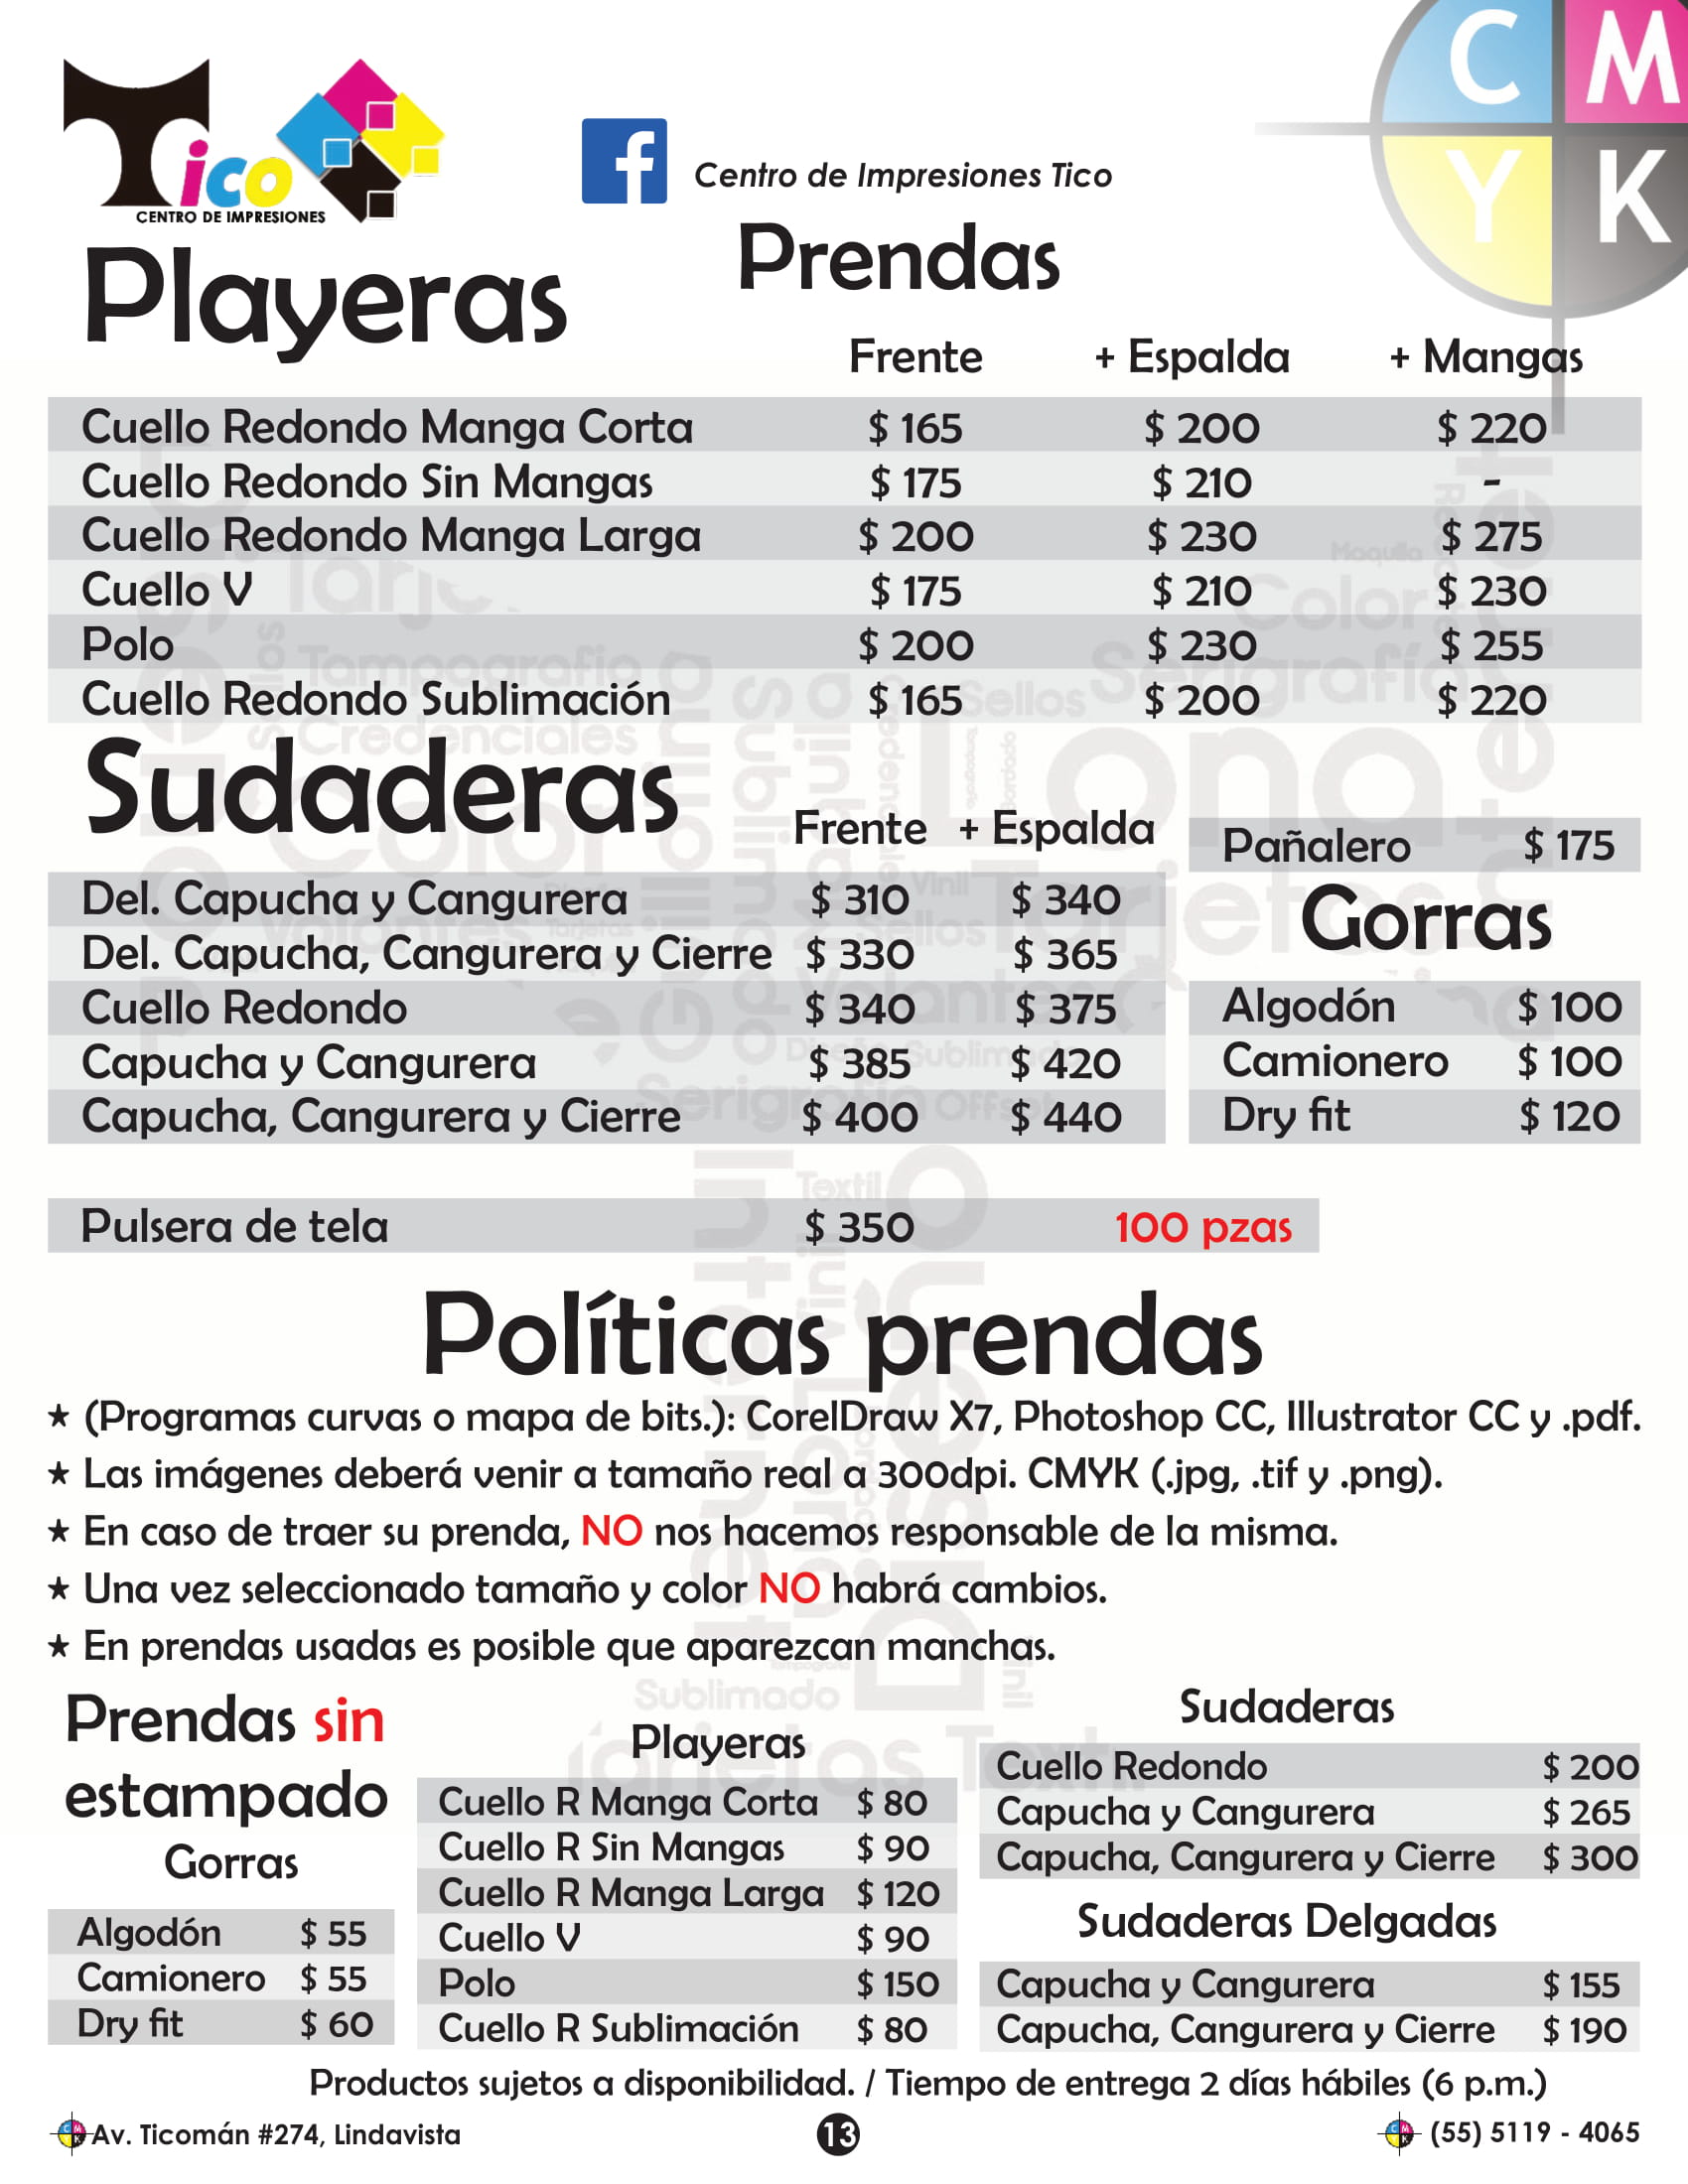 Tico
CENTRO DE IMPRESIONES
Centro de Impresiones Tico
C M
Y K
Prendas
Playeras
Frente + Espalda + Mangas
Cuello Redondo Manga Corta $ 165 $ 200 $ 220
Cuello Redondo Sin Mangas $ 175 $ 210 -
Cuello Redondo Manga Larga $ 200 $ 230 $ 275
Cuello V $ 175 $ 210 $ 230
Polo $ 200 $ 230 $ 255
Cuello Redondo Sublimación $ 165 $ 200 $ 220
Sudaderas
Frente + Espalda
Del. Capucha y Cangurera $ 310 $ 340
Del. Capucha, Cangurera y Cierre $ 330 $ 365
Cuello Redondo $ 340 $ 375
Capucha y Cangurera $ 385 $ 420
Capucha, Cangurera y Cierre $ 400 $ 440
Pañalero $ 175
Gorras
Algodón $ 100
Camionero $ 100
Dry fit $ 120
Pulsera de tela $ 350 100 pzas
Políticas prendas
★ (Programas curvas o mapa de bits.): CorelDraw X7, Photoshop CC, Illustrator CC y .pdf.
★ Las imágenes deberá venir a tamaño real a 300dpi. CMYK (.jpg, .tif y .png).
★ En caso de traer su prenda, NO nos hacemos responsable de la misma.
★ Una vez seleccionado tamaño y color NO habrá cambios.
★ En prendas usadas es posible que aparezcan manchas.
Prendas sin
estampado
Gorras
Algodón $ 55
Camionero $ 55
Dry fit $ 60
Playeras
Cuello R Manga Corta $ 80
Cuello R Sin Mangas $ 90
Cuello R Manga Larga $ 120
Cuello V $ 90
Polo $ 150
Cuello R Sublimación $ 80
Sudaderas
Cuello Redondo $ 200
Capucha y Cangurera $ 265
Capucha, Cangurera y Cierre $ 300
Sudaderas Delgadas
Capucha y Cangurera $ 155
Capucha, Cangurera y Cierre $ 190
Productos sujetos a disponibilidad. / Tiempo de entrega 2 días hábiles (6 p.m.)
Av. Ticomán #274, Lindavista
13
(55) 5119 - 4065